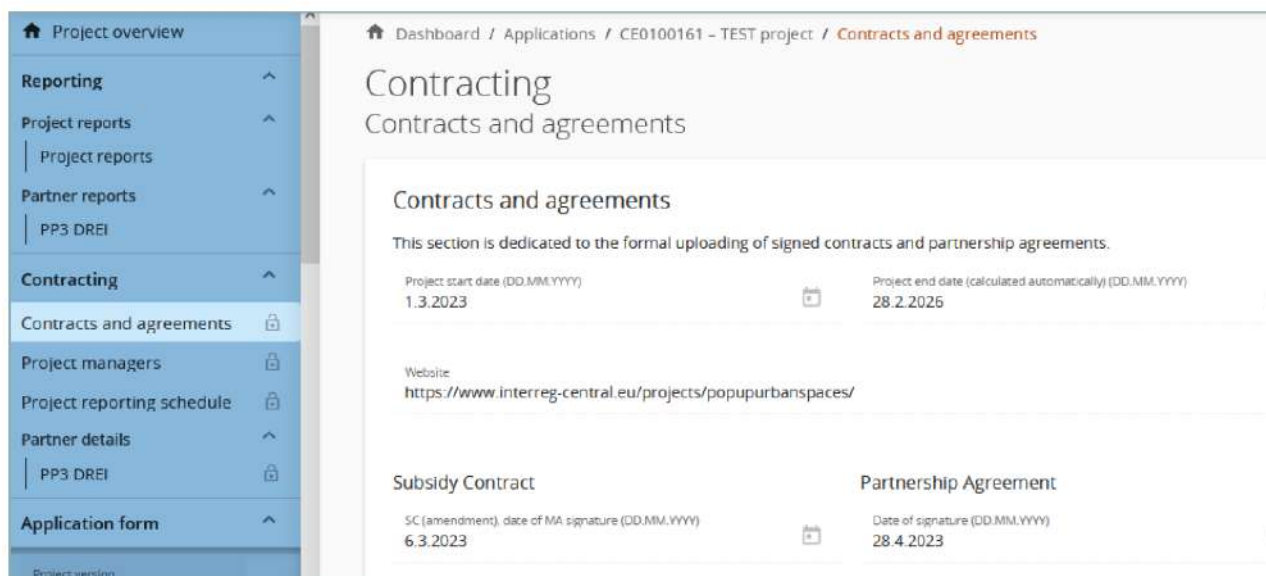 Project overview
Reporting
Project reports
Project reports
Partner reports
PP3 DREI
Contracting
Contracts and agreements
Project managers
Project reporting schedule
Partner details
PP3 DREI
Application form
Project version
Dashboard / Applications / CE0100161 – TEST project / Contracts and agreements
Contracting
Contracts and agreements
Contracts and agreements
This section is dedicated to the formal uploading of signed contracts and partnership agreements.
Project start date (DD.MM.YYYY)
1.3.2023
Project end date (calculated automatically) (DD.MM.YYYY)
28.2.2026
Website
https://www.interreg-central.eu/projects/popupurbanspaces/
Subsidy Contract
SC (amendment), date of MA signature (DD.MM.YYYY)
6.3.2023
Partnership Agreement
Date of signature (DD.MM.YYYY)
28.4.2023